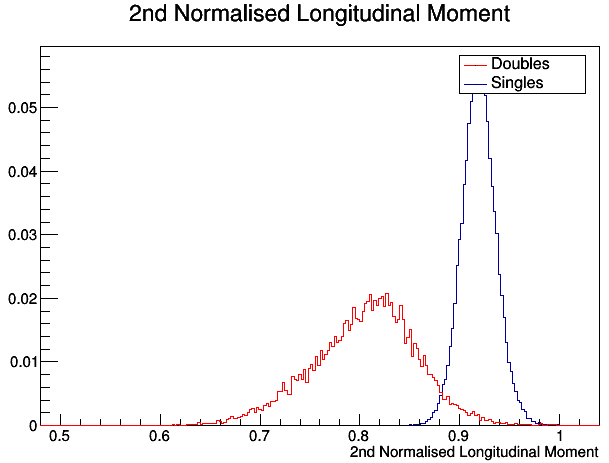 2nd Normalised Longitudinal Moment
Doubles
Singles
0.05
0.04
0.03
0.02
0.01
0
0.5 0.6 0.7 0.8 0.9 1
2nd Normalised Longitudinal Moment